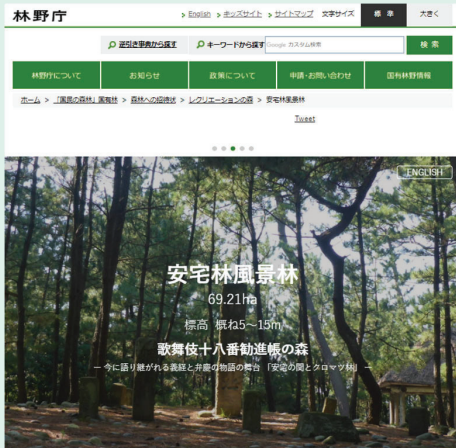 林野庁
English キッズサイト サイトマップ 文字サイズ 標準 大きく
逆引き事典から探す キーワードから探す Google カスタム検索 検索
林野庁について お知らせ 政策について 申請・お問い合わせ 国有林野情報
ホーム > 「国民の森林」国有林 > 森林への招待状 > レクリエーションの森 > 安宅林風景林
Tweet
ENGLISH
安宅林風景林
69.21ha
標高 概ね5～15m
歌舞伎十八番勧進帳の森
― 今に語り継がれる義経と弁慶の物語の舞台 「安宅の関とクロマツ林」 ―